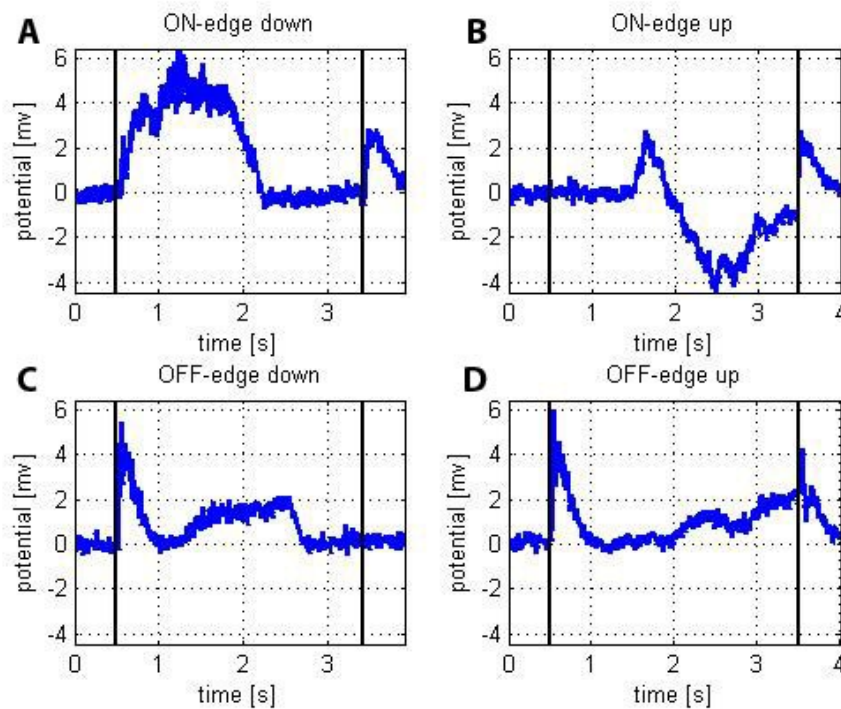 A ON-edge down
6
4
2
0
-2
-4
potential [mv]
0 1 2 3
time [s]
B ON-edge up
6
4
2
0
-2
-4
potential [mv]
0 1 2 3 4
time [s]
C OFF-edge down
6
4
2
0
-2
-4
potential [mv]
0 1 2 3
time [s]
D OFF-edge up
6
4
2
0
-2
-4
potential [mv]
0 1 2 3 4
time [s]